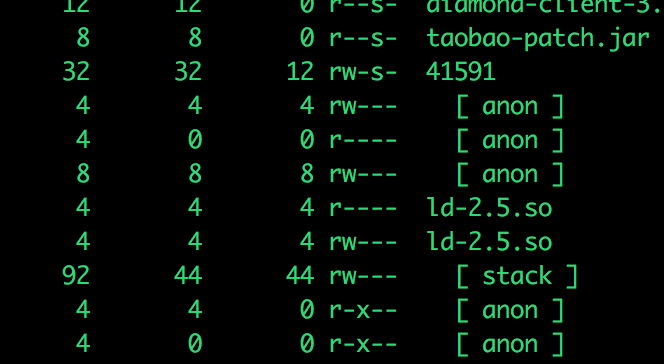 12 12 0 r--s- diamond-client-3.
8 8 0 r--s- taobao-patch.jar
32 32 12 rw-s- 41591
4 4 4 rw--- [ anon ]
4 0 0 r---- [ anon ]
8 8 8 rw--- [ anon ]
4 4 4 r---- ld-2.5.so
4 4 4 rw--- ld-2.5.so
92 44 44 rw--- [ stack ]
4 4 0 r-x-- [ anon ]
4 0 0 r-x-- [ anon ]